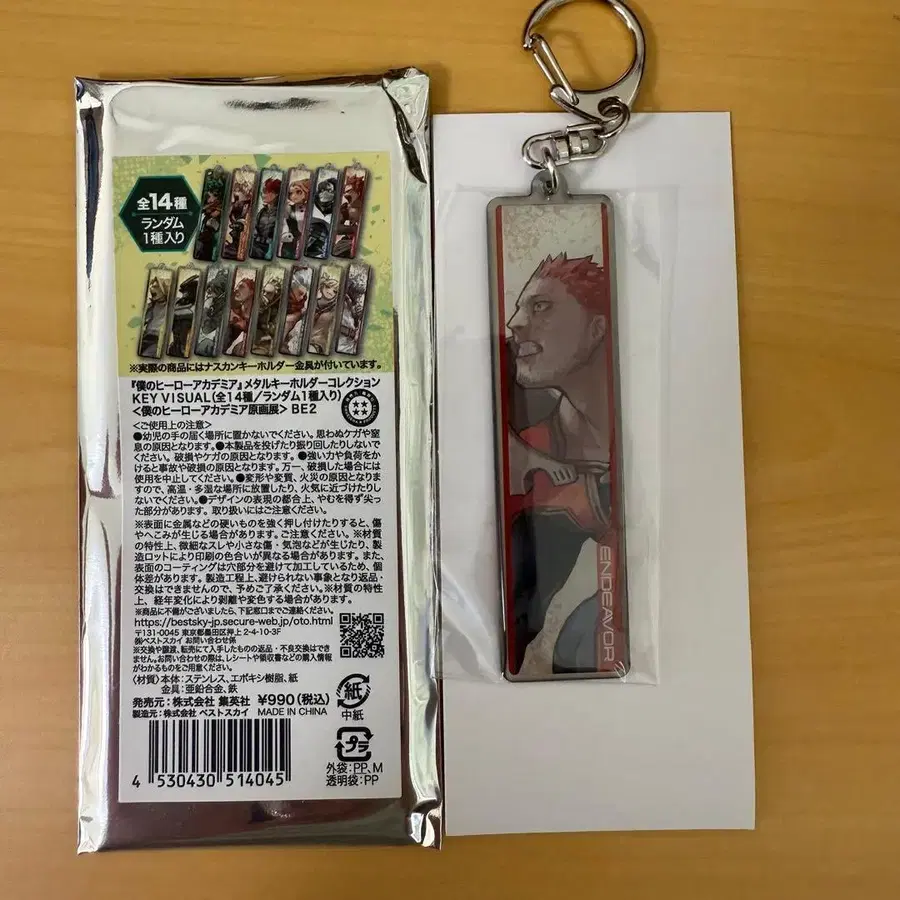 全14種
ランダム
1種入り
※実際の商品にはナスカンキーホルダー金具が付いています。
『僕のヒーローアカデミア』メタルキーホルダーコレクション
KEY VISUAL(全14種/ランダム1種入り)
<僕のヒーローアカデミア原画展> BE2
<ご使用上の注意>
●幼児の手の届く場所に置かないでください。思わぬケガや窒
息の原因となります。●本製品を投げたり振り回したりしないで
ください。破損やケガの原因となります。●強い力や負荷をか
けると事故や破損の原因となります。万一、破損した場合には
使用を中止してください。●変形や変質、火災の原因となりま
すので、高温・多湿な場所に放置したり、火気に近づけたりし
ないでください。●デザインの表現の都合上、やむを得ず尖っ
た部分があります。取り扱いにはご注意ください。
※表面に金属などの硬いものを強く押し付けたりすると、傷
やへこみが生じる場合があります。ご注意ください。※材質
の特性上、微細なスレや小さな傷・気泡などが生じたり、製
造ロットにより印刷の色合いが異なる場合があります。また、
表面のコーティングは穴部分を避けて加工しているため、個
体差があります。製造工程上、避けられない事象となり返品・
交換はできませんので、予めご了承ください。※材質の特性
上、経年変化により剥離や変色する場合があります。
※商品に不備がございましたら、下記窓口までご連絡ください。
https://bestsky-jp.secure-web.jp/oto.html
〒131-0045 東京都墨田区押上 2-4-10-3F
㈱ベストスカイ お問い合わせ係
※交換や譲渡、転売にて入手したものの返品・不良交換はでき
ません。お問い合わせの際は、レシートや領収書などの購入情報
がわかるものをご用意ください。
〈材質〉本体:ステンレス、エポキシ樹脂、紙
金具:亜鉛合金、鉄
発売元:株式会社 集英社 ¥990(税込)
製造元:株式会社 ベストスカイ MADE IN CHINA
紙
中紙
プラ
外袋:PP、M
透明袋:PP
4 530430 514045
ENDEAVOR